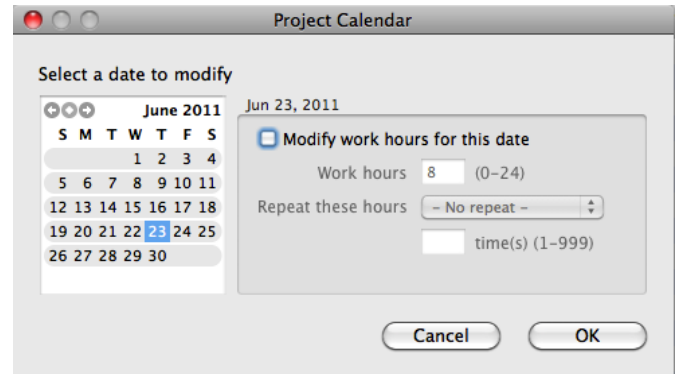 Project Calendar
Select a date to modify
June 2011
S M T W T F S
1 2 3 4
5 6 7 8 9 10 11
12 13 14 15 16 17 18
19 20 21 22 23 24 25
26 27 28 29 30
Jun 23, 2011
Modify work hours for this date
Work hours 8 (0–24)
Repeat these hours – No repeat –
time(s) (1–999)
Cancel OK